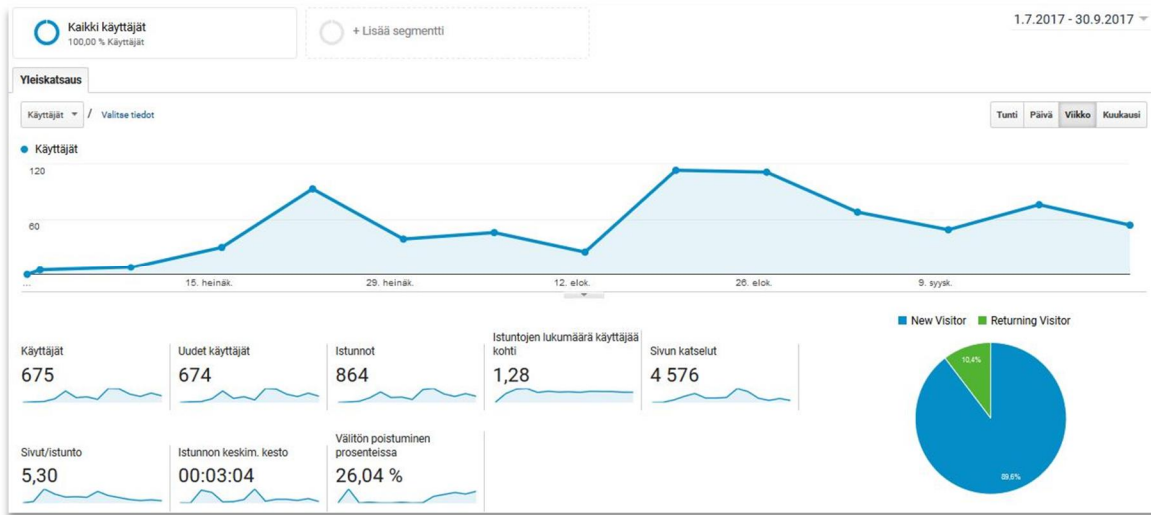 Kaikki käyttäjät
100,00 % Käyttäjät
+ Lisää segmentti
1.7.2017 - 30.9.2017
Yleiskatsaus
Käyttäjät / Valitse tiedot
Tunti Päivä Viikko Kuukausi
Käyttäjät
120
60
... 15. heinäk. 29. heinäk. 12. elok. 26. elok. 9. syysk.
New Visitor Returning Visitor
Käyttäjät
675
Uudet käyttäjät
674
Istunnot
864
Istuntojen lukumäärä käyttäjää
kohti
1,28
Sivun katselut
4 576
Sivut/istunto
5,30
Istunnon keskim. kesto
00:03:04
Välitön poistuminen
prosenteissa
26,04 %
10,4%
89,6%